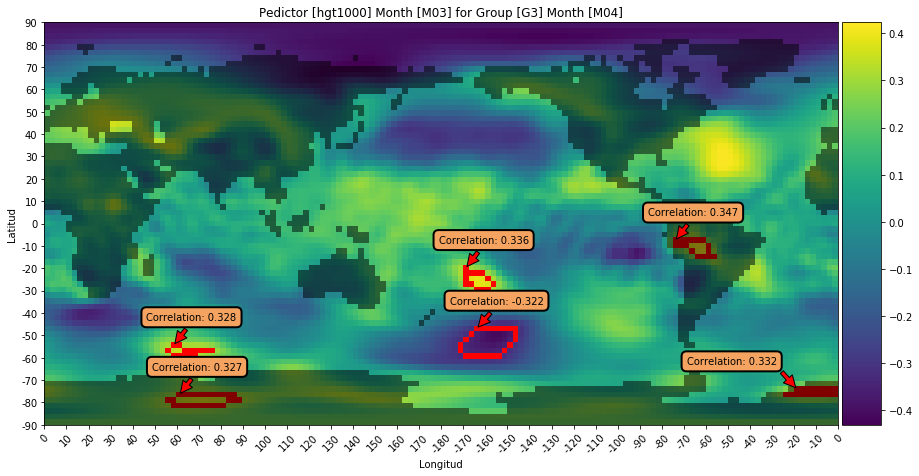 Pedictor [hgt1000] Month [M03] for Group [G3] Month [M04]
90
80
70
60
50
40
30
20
10
0
-10
-20
-30
-40
-50
-60
-70
-80
-90
Latitud
Correlation: 0.347
Correlation: 0.336
Correlation: -0.322
Correlation: 0.328
Correlation: 0.332
Correlation: 0.327
0 10 20 30 40 50 60 70 80 90 100 110 120 130 140 150 160 170 180 -170 -160 -150 -140 -130 -120 -110 -100 -90 -80 -70 -60 -50 -40 -30 -20 -10 0
Longitud
0.4
0.3
0.2
0.1
0.0
-0.1
-0.2
-0.3
-0.4